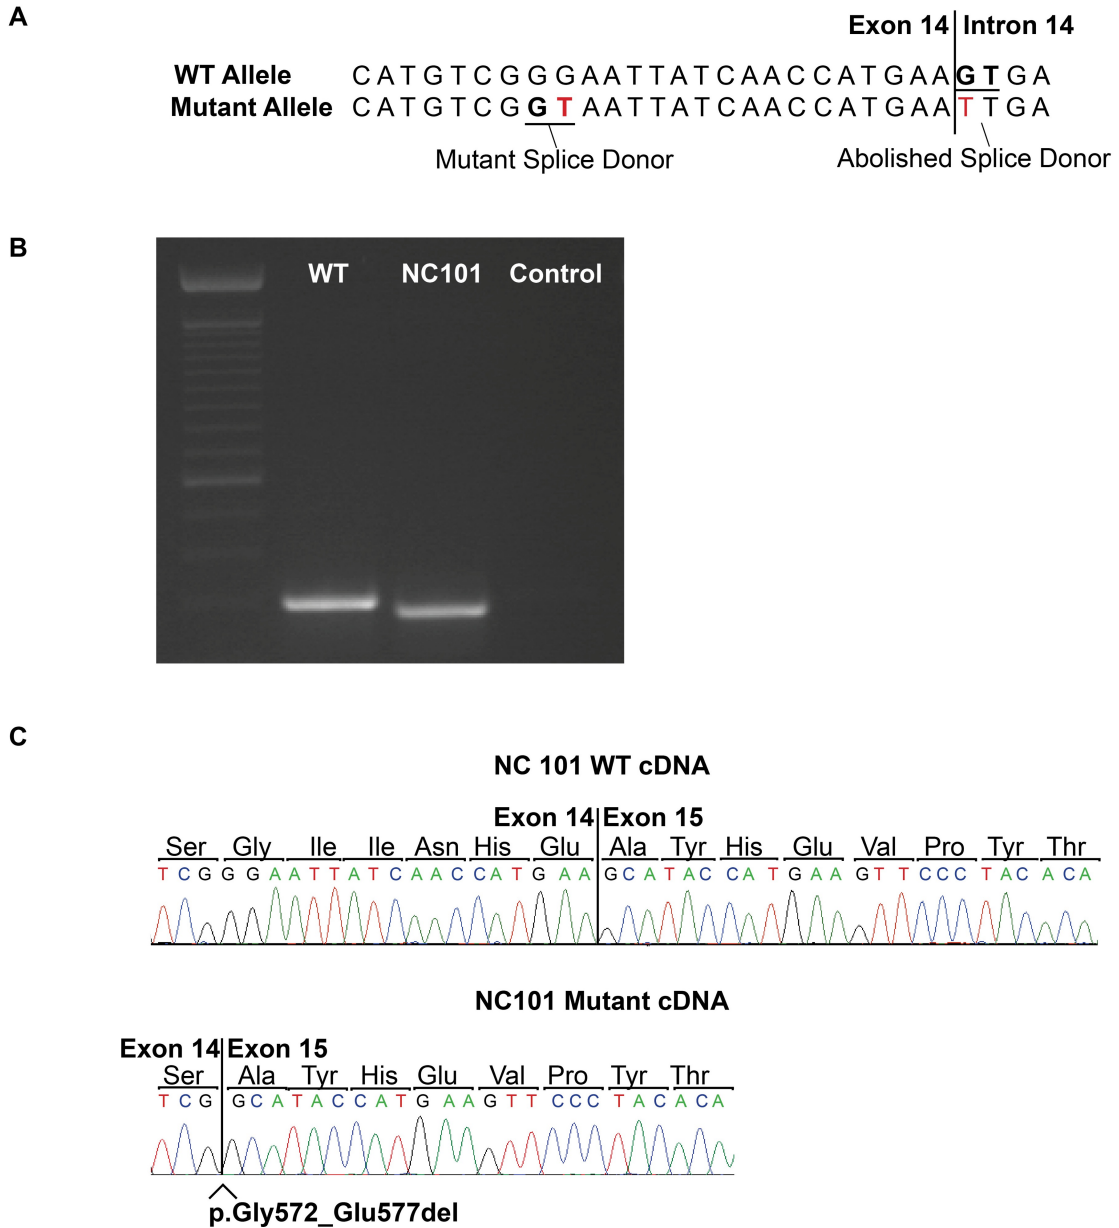 A
Exon 14 Intron 14
WT Allele CATGTCGGGAATTATCAACCATGAAGTGA
Mutant Allele CATGTCGGTAATTATCAACCATGAATTGA
Mutant Splice Donor
Abolished Splice Donor
B
WT NC101 Control
C
NC 101 WT cDNA
Exon 14 Exon 15
Ser Gly Ile Ile Asn His Glu Ala Tyr His Glu Val Pro Tyr Thr
TCGGGAATTATCAACCATGAAGCATACCATGAAGTTCCCTACACA
NC101 Mutant cDNA
Exon 14 Exon 15
Ser Ala Tyr His Glu Val Pro Tyr Thr
TCGGCATACCATGAAGTTCCCTACACA
p.Gly572_Glu577del